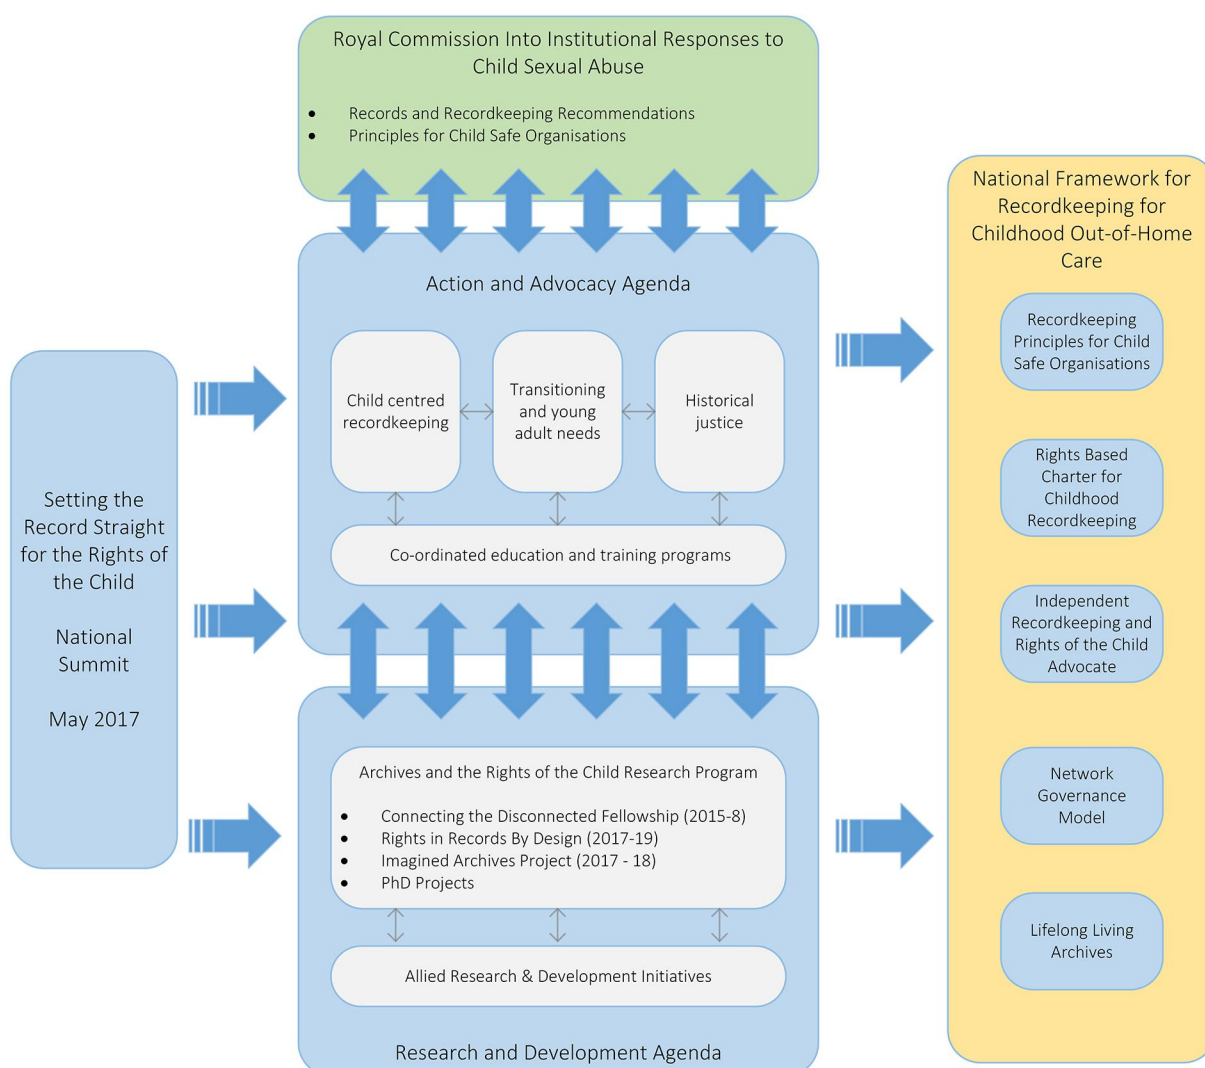 Royal Commission Into Institutional Responses to
Child Sexual Abuse
• Records and Recordkeeping Recommendations
• Principles for Child Safe Organisations
Setting the
Record Straight
for the Rights of
the Child
National
Summit
May 2017
Action and Advocacy Agenda
Child centred
recordkeeping
Transitioning
and young
adult needs
Historical
justice
Co-ordinated education and training programs
Archives and the Rights of the Child Research Program
• Connecting the Disconnected Fellowship (2015-8)
• Rights in Records By Design (2017-19)
• Imagined Archives Project (2017 - 18)
• PhD Projects
Allied Research & Development Initiatives
Research and Development Agenda
National Framework for
Recordkeeping for
Childhood Out-of-Home
Care
Recordkeeping
Principles for Child
Safe Organisations
Rights Based
Charter for
Childhood
Recordkeeping
Independent
Recordkeeping and
Rights of the Child
Advocate
Network
Governance
Model
Lifelong Living
Archives